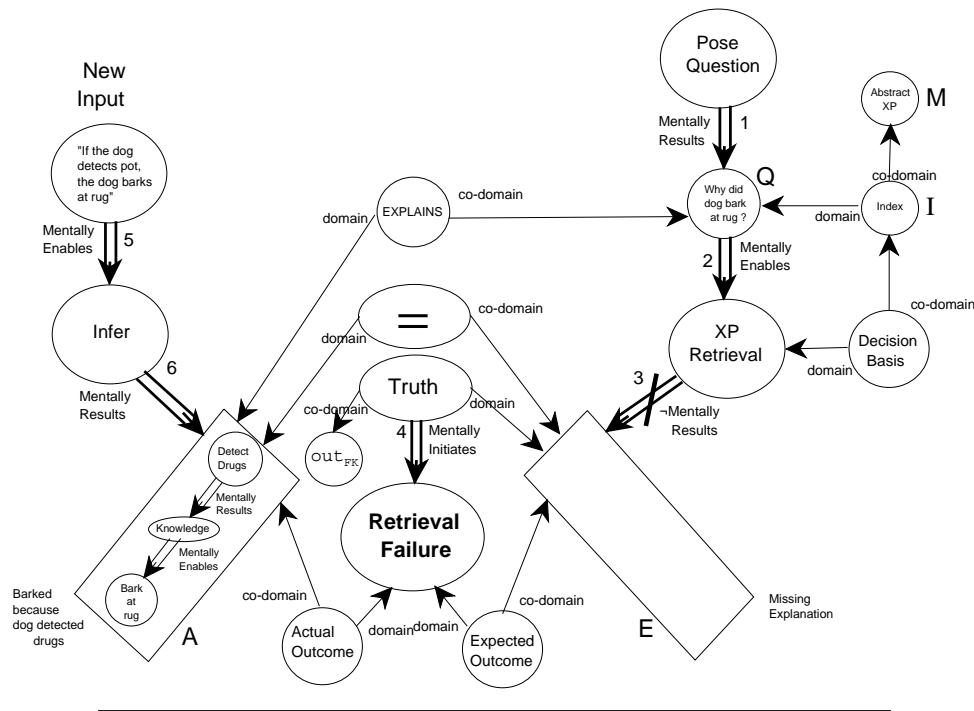 Pose
Question
New
Input
Abstract
XP
M
Mentally
Results
1
"If the dog
detects pot,
the dog barks
at rug"
co-domain
Q
Why did
dog bark
at rug ?
co-domain
EXPLAINS
domain
domain
Index
I
Mentally
Enables
5
2
Mentally
Enables
co-domain
=
co-domain
Infer
domain
XP
Retrieval
Decision
Basis
domain
6
Mentally
Results
Truth
3
¬Mentally
Results
co-domain
domain
4
Mentally
Initiates
out FK
Detect
Drugs
Mentally
Results
Knowledge
Mentally
Enables
Retrieval
Failure
Bark
at
rug
Barked
because
dog detected
drugs
A
co-domain
co-domain
Missing
Explanation
E
domain
domain
Actual
Outcome
Expected
Outcome